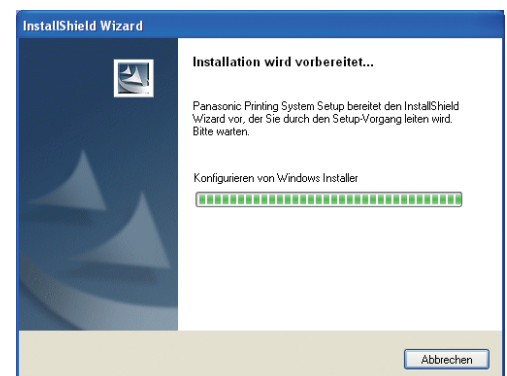 InstallShield Wizard
Installation wird vorbereitet...
Panasonic Printing System Setup bereitet den InstallShield
Wizard vor, der Sie durch den Setup-Vorgang leiten wird.
Bitte warten.
Konfigurieren von Windows Installer
Abbrechen